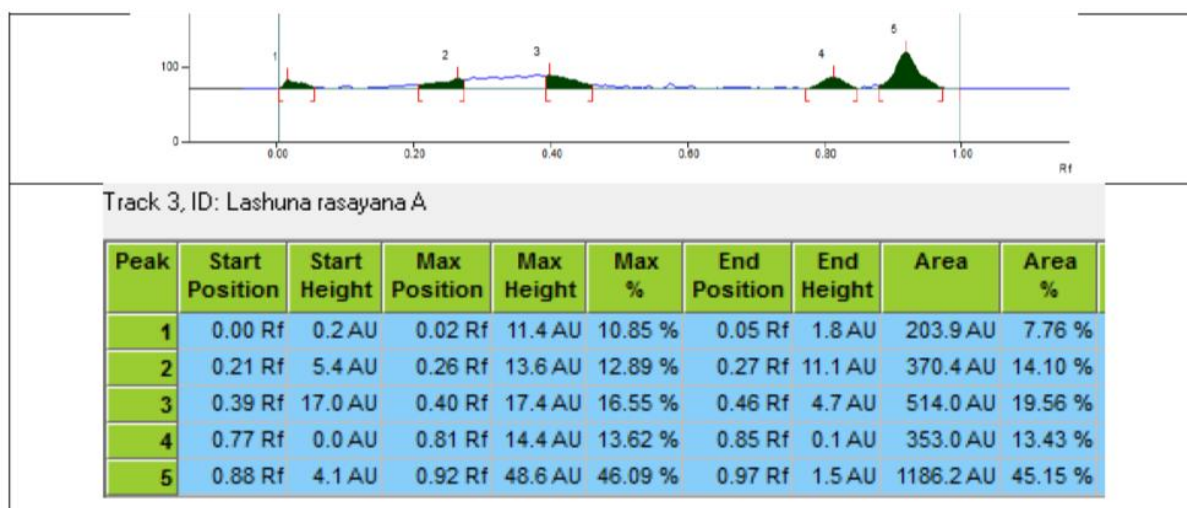 5
1
2
3
4
100
0
0.00
0.20
0.40
0.60
0.80
1.00
Rf
Track 3, ID: Lashuna rasayana A
Peak Start Position Start Height Max Position Max Height Max % End Position End Height Area Area %
1 0.00 Rf 0.2 AU 0.02 Rf 11.4 AU 10.85 % 0.05 Rf 1.8 AU 203.9 AU 7.76 %
2 0.21 Rf 5.4 AU 0.26 Rf 13.6 AU 12.89 % 0.27 Rf 11.1 AU 370.4 AU 14.10 %
3 0.39 Rf 17.0 AU 0.40 Rf 17.4 AU 16.55 % 0.46 Rf 4.7 AU 514.0 AU 19.56 %
4 0.77 Rf 0.0 AU 0.81 Rf 14.4 AU 13.62 % 0.85 Rf 0.1 AU 353.0 AU 13.43 %
5 0.88 Rf 4.1 AU 0.92 Rf 48.6 AU 46.09 % 0.97 Rf 1.5 AU 1186.2 AU 45.15 %